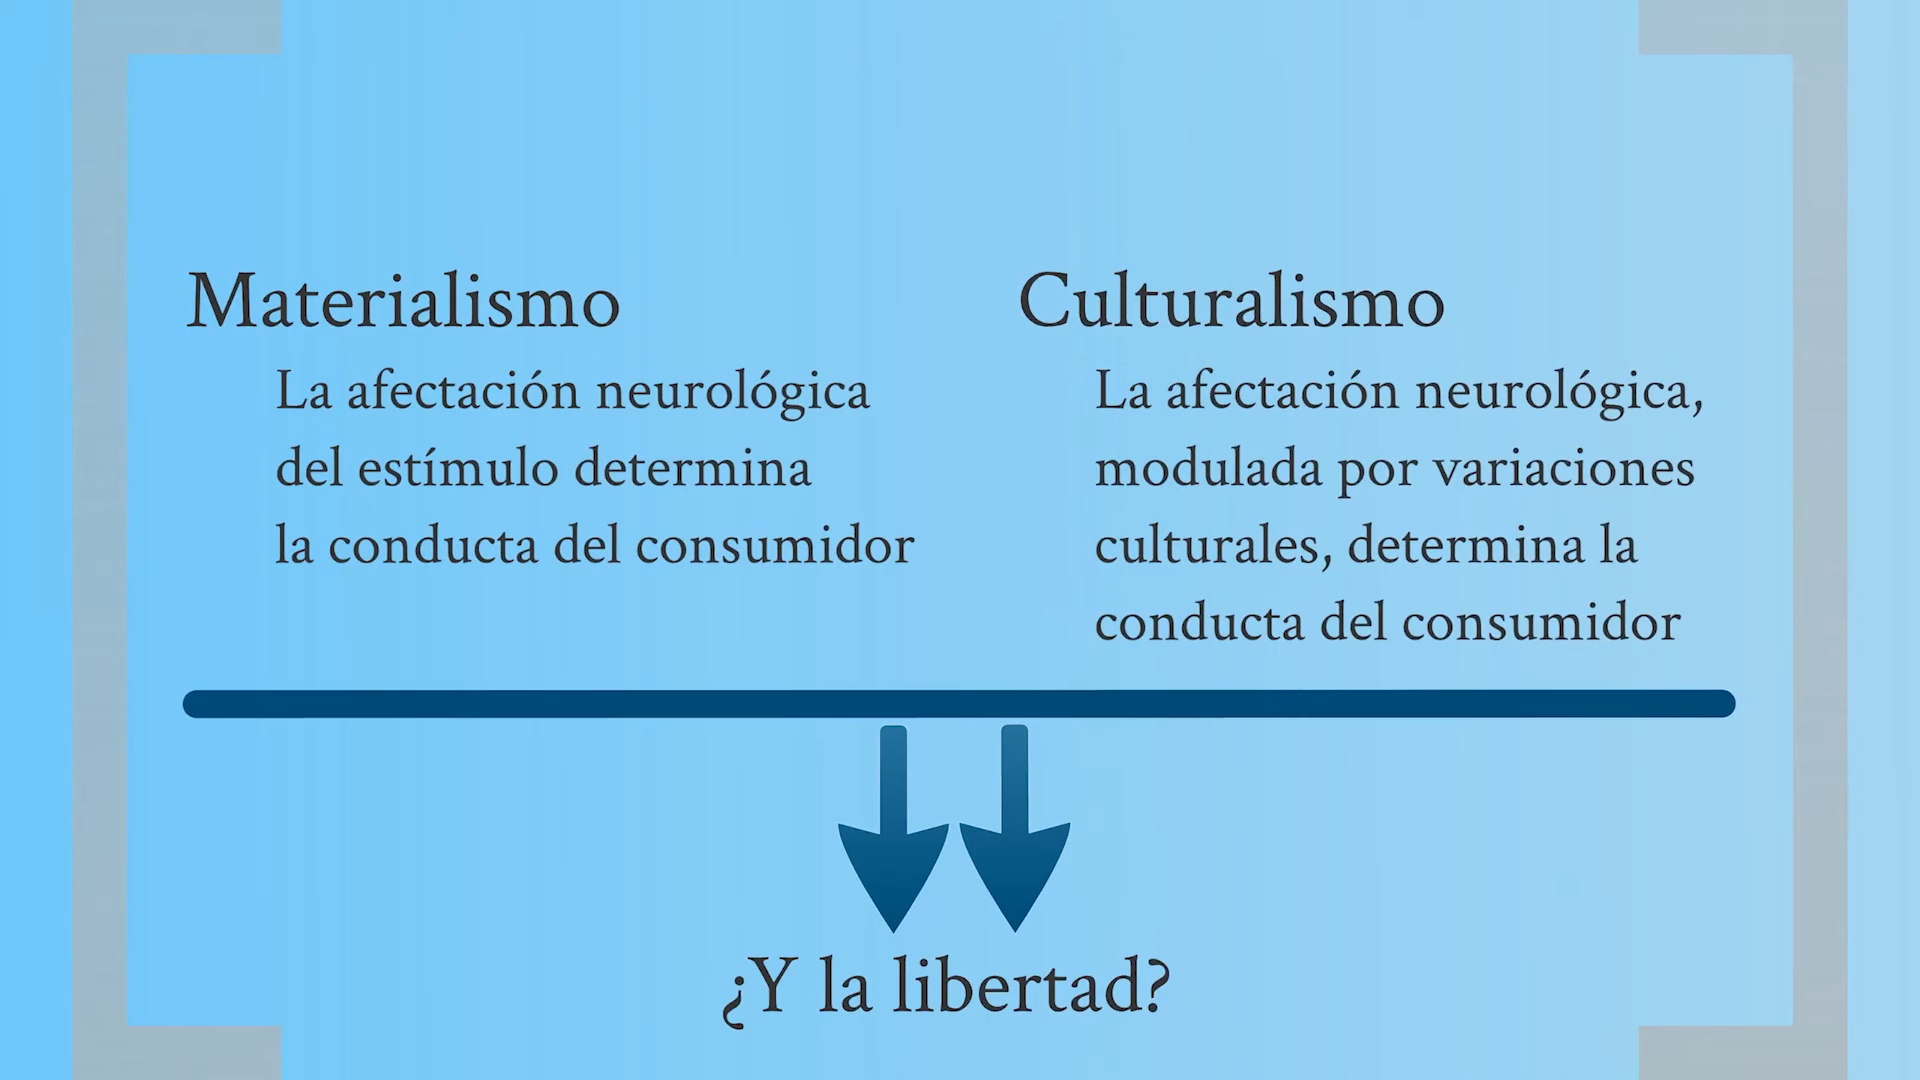 Materialismo
La afectación neurológica
del estímulo determina
la conducta del consumidor
Culturalismo
La afectación neurológica,
modulada por variaciones
culturales, determina la
conducta del consumidor
¿Y la libertad?